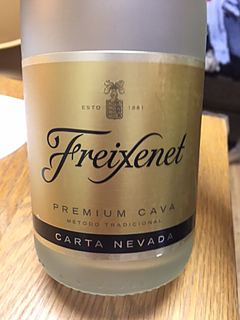 ESTD 1861
Freixenet
PREMIUM CAVA
METODO TRADICIONAL
CARTA NEVADA